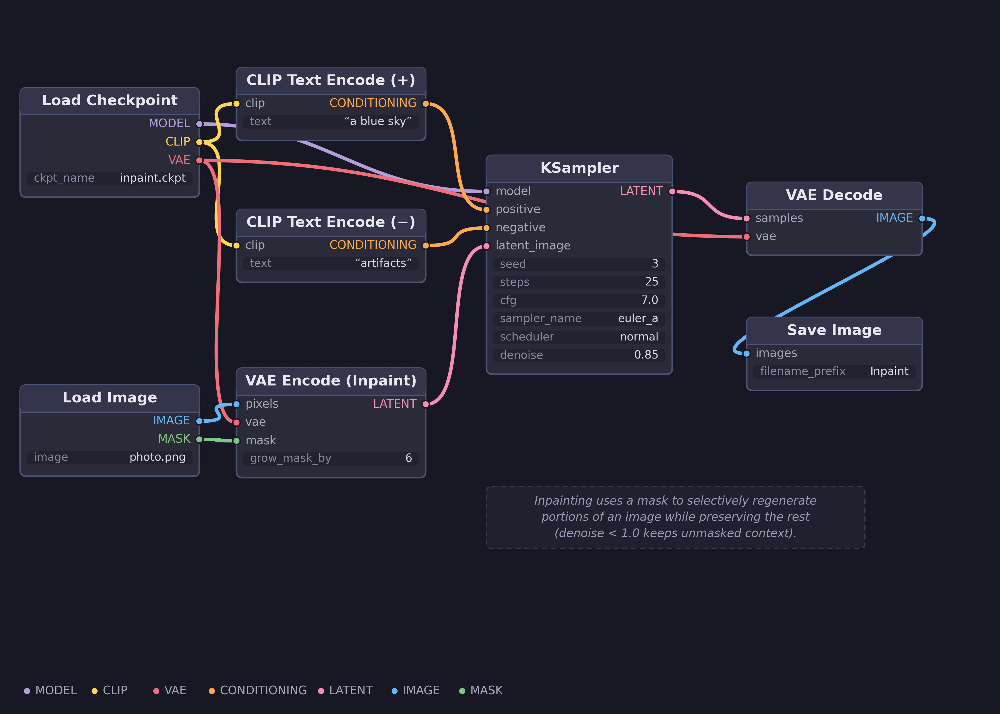 Load Checkpoint
MODEL
CLIP
VAE
ckpt_name inpaint.ckpt
CLIP Text Encode (+)
clip CONDITIONING
text “a blue sky”
CLIP Text Encode (−)
clip CONDITIONING
text “artifacts”
Load Image
IMAGE
MASK
image photo.png
VAE Encode (Inpaint)
pixels LATENT
vae
mask
grow_mask_by 6
KSampler
model LATENT
positive
negative
latent_image
seed 3
steps 25
cfg 7.0
sampler_name euler_a
scheduler normal
denoise 0.85
VAE Decode
samples IMAGE
vae
Save Image
images
filename_prefix Inpaint
Inpainting uses a mask to selectively regenerate
portions of an image while preserving the rest
(denoise < 1.0 keeps unmasked context).
MODEL CLIP VAE CONDITIONING LATENT IMAGE MASK